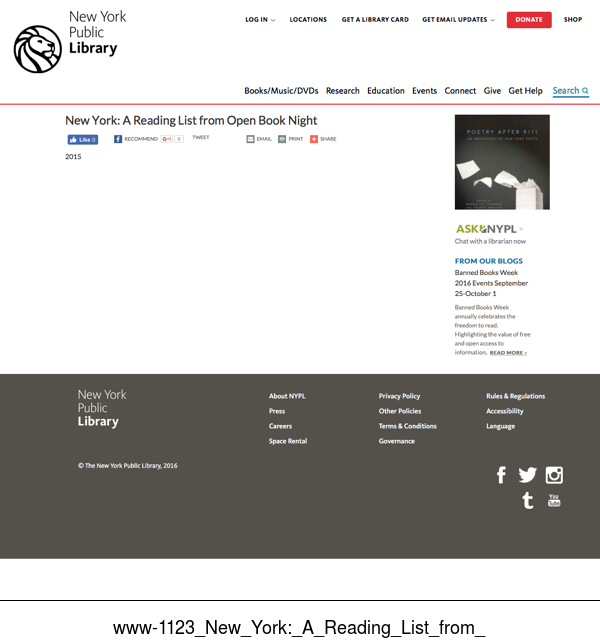 New York
Public
Library
LOG IN
LOCATIONS
GET A LIBRARY CARD
GET EMAIL UPDATES
DONATE
SHOP
Books/Music/DVDs
Research
Education
Events
Connect
Give
Get Help
Search
New York: A Reading List from Open Book Night
Like 0
RECOMMEND
G+1 0
TWEET
EMAIL
PRINT
SHARE
2015
POETRY AFTER 9/11
AN ANTHOLOGY OF NEW YORK POETS
ASK NYPL >
Chat with a librarian now
FROM OUR BLOGS
Banned Books Week
2016 Events September
25-October 1
Banned Books Week
annually celebrates the
freedom to read.
Highlighting the value of free
and open access to
information, READ MORE ›
New York
Public
Library
About NYPL
Press
Careers
Space Rental
Privacy Policy
Other Policies
Terms & Conditions
Governance
Rules & Regulations
Accessibility
Language
© The New York Public Library, 2016
You
Tube
www-1123_New_York:_A_Reading_List_from_